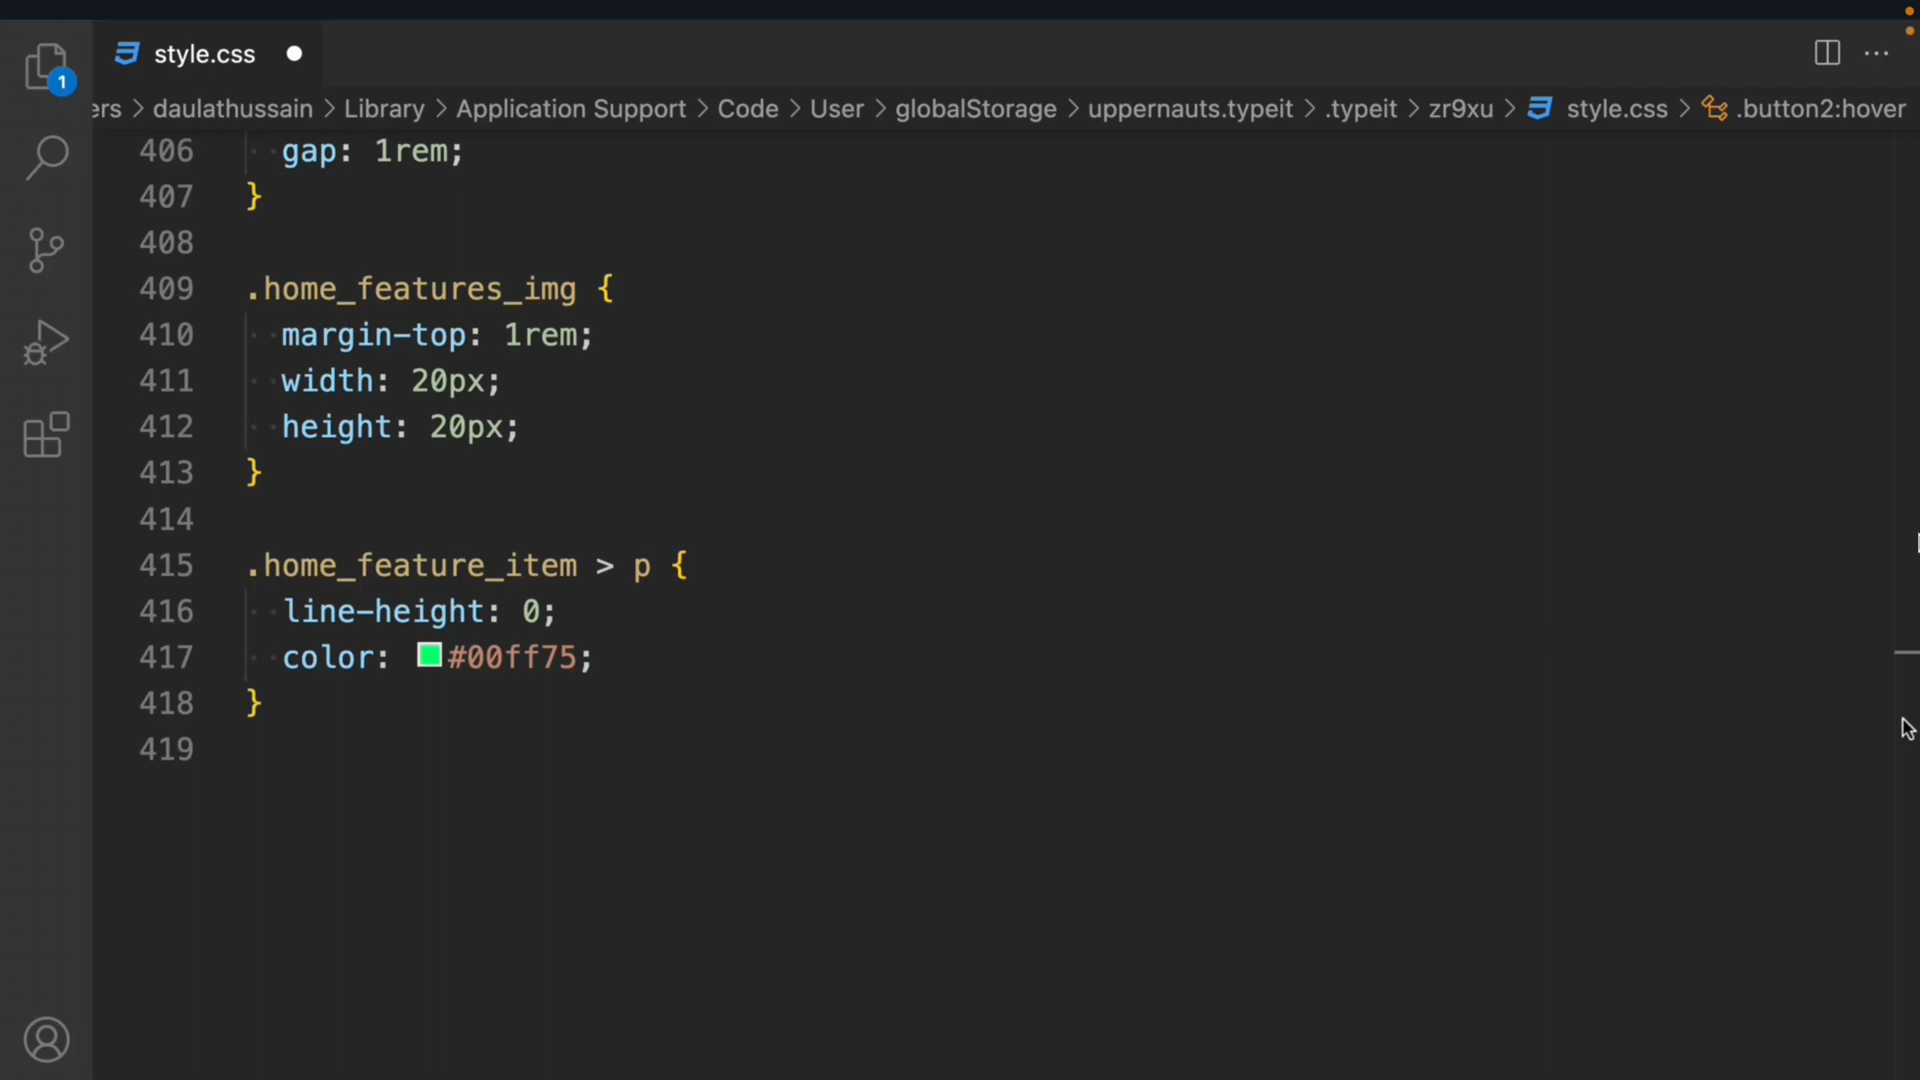 style.css
1
ers > daulathussain > Library > Application Support > Code > User > globalStorage > uppernauts.typeit > .typeit > zr9xu > style.css > .button2:hover
406 gap: 1rem;
407 }
408
409 .home_features_img {
410 margin-top: 1rem;
411 width: 20px;
412 height: 20px;
413 }
414
415 .home_feature_item > p {
416 line-height: 0;
417 color: #00ff75;
418 }
419